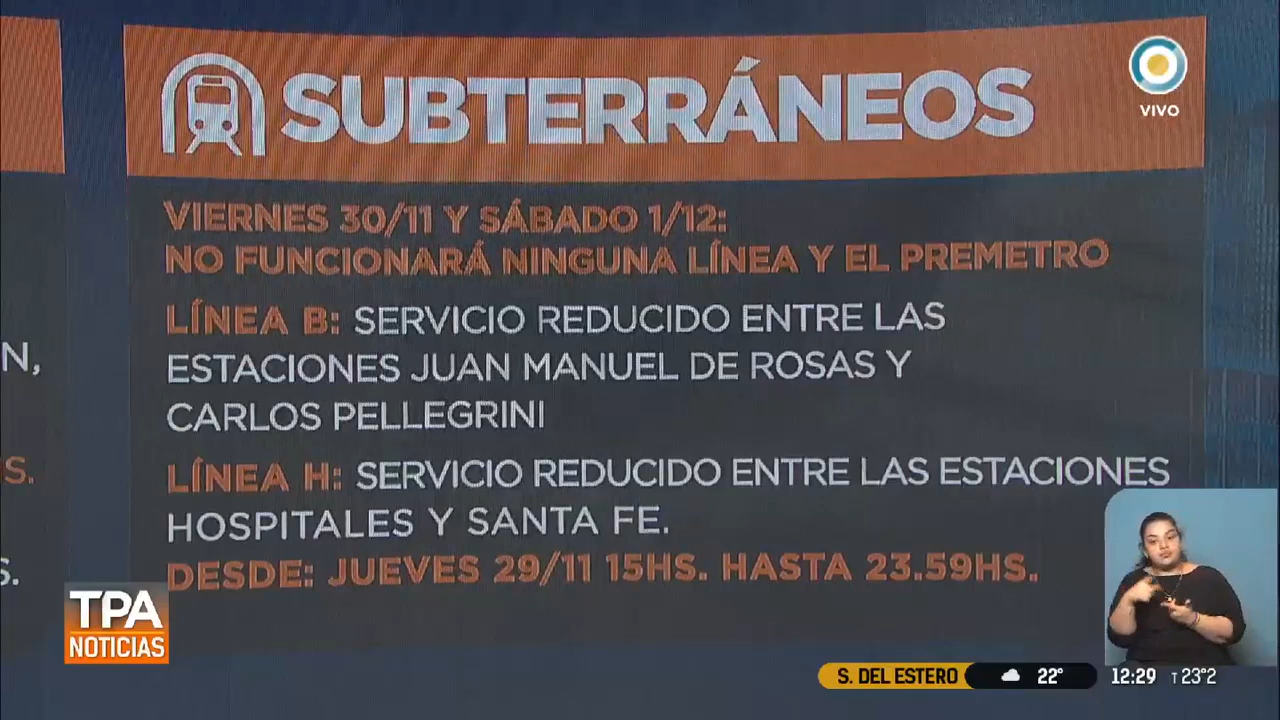 SUBTERRÁNEOS
VIVO
VIERNES 30/11 Y SÁBADO 1/12:
NO FUNCIONARÁ NINGUNA LÍNEA Y EL PREMETRO
LÍNEA B: SERVICIO REDUCIDO ENTRE LAS
ESTACIONES JUAN MANUEL DE ROSAS Y
CARLOS PELLEGRINI
LÍNEA H: SERVICIO REDUCIDO ENTRE LAS ESTACIONES
HOSPITALES Y SANTA FE.
DESDE: JUEVES 29/11 15HS. HASTA 23.59HS.
N,
S.
S.
TPA
NOTICIAS
S. DEL ESTERO 22° 12:29 T 23°2